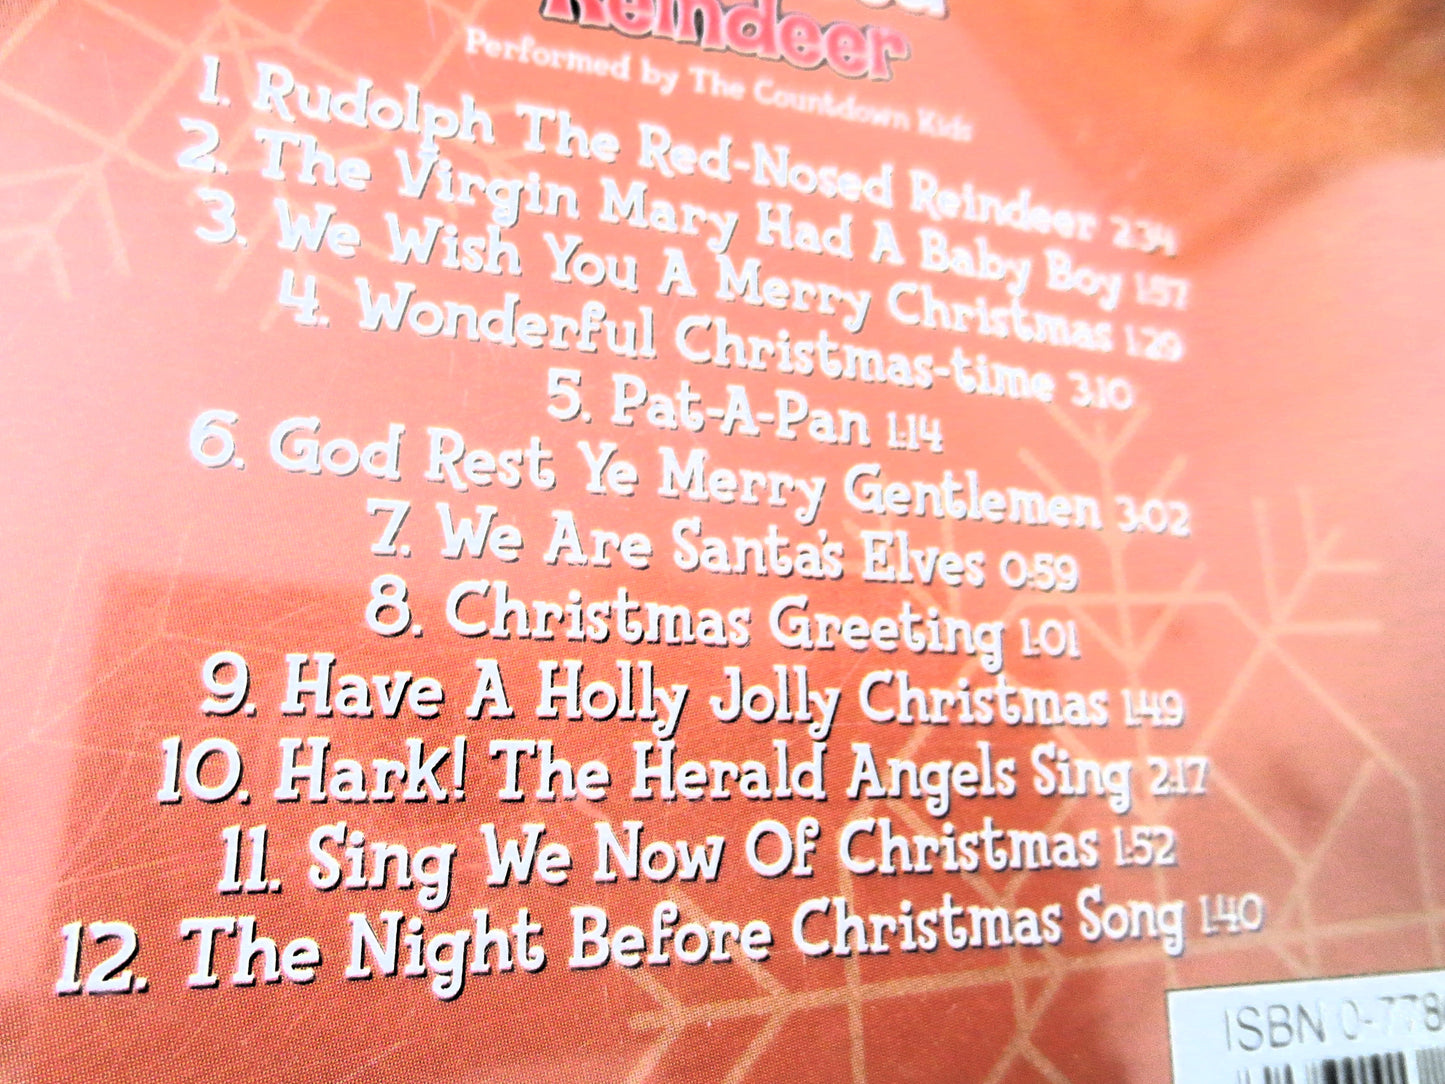 Reindeer
Performed by The Countdown Kids
1. Rudolph The Red-Nosed Reindeer 2:34
2. The Virgin Mary Had A Baby Boy 1:57
3. We Wish You A Merry Christmas 1:29
4. Wonderful Christmas-time 3:10
5. Pat-A-Pan 1:14
6. God Rest Ye Merry Gentlemen 3:02
7. We Are Santa's Elves 0:59
8. Christmas Greeting 1:01
9. Have A Holly Jolly Christmas 1:49
10. Hark! The Herald Angels Sing 2:17
11. Sing We Now Of Christmas 1:52
12. The Night Before Christmas Song 1:40
ISBN 0-778